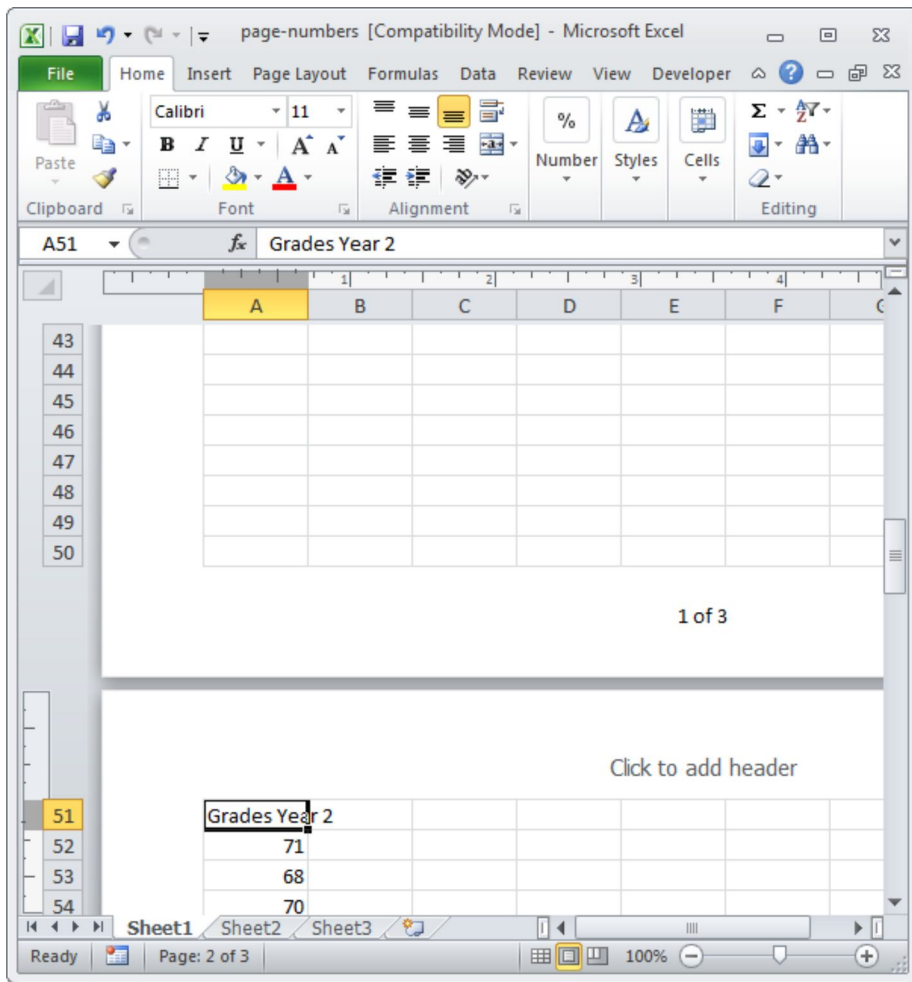 page-numbers [Compatibility Mode] - Microsoft Excel
File Home Insert Page Layout Formulas Data Review View Developer
Calibri 11
B I U A A
Paste
% Number Styles Cells
Σ
Clipboard Font Alignment Editing
A51 fx Grades Year 2
1 2 3 4
A B C D E F G
43
44
45
46
47
48
49
50
1 of 3
Click to add header
51 Grades Year 2
52 71
53 68
54 70
Sheet1 Sheet2 Sheet3
Ready Page: 2 of 3 100%